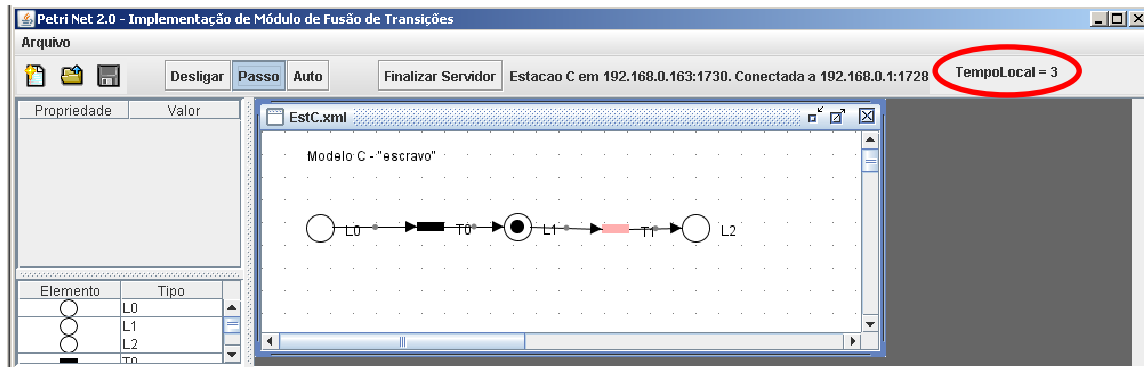 Petri Net 2.0 - Implementação de Módulo de Fusão de Transições
Arquivo
Desligar Passo Auto Finalizar Servidor Estacao C em 192.168.0.163:1730. Conectada a 192.168.0.1:1728 TempoLocal = 3
Propriedade Valor
EstC.xml
Modelo C - "escravo"
L0 T0 L1 T1 L2
Elemento Tipo
L0
L1
L2
T0